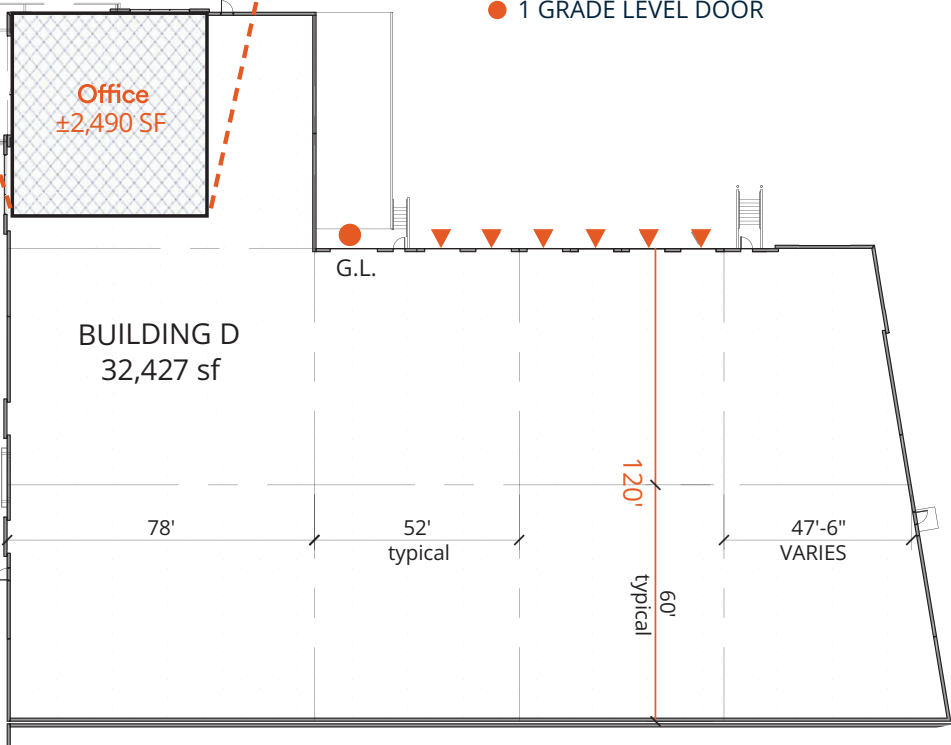 1 GRADE LEVEL DOOR
Office
±2,490 SF
G.L.
BUILDING D
32,427 sf
120'
78'
52'
typical
47'-6"
VARIES
60'
typical